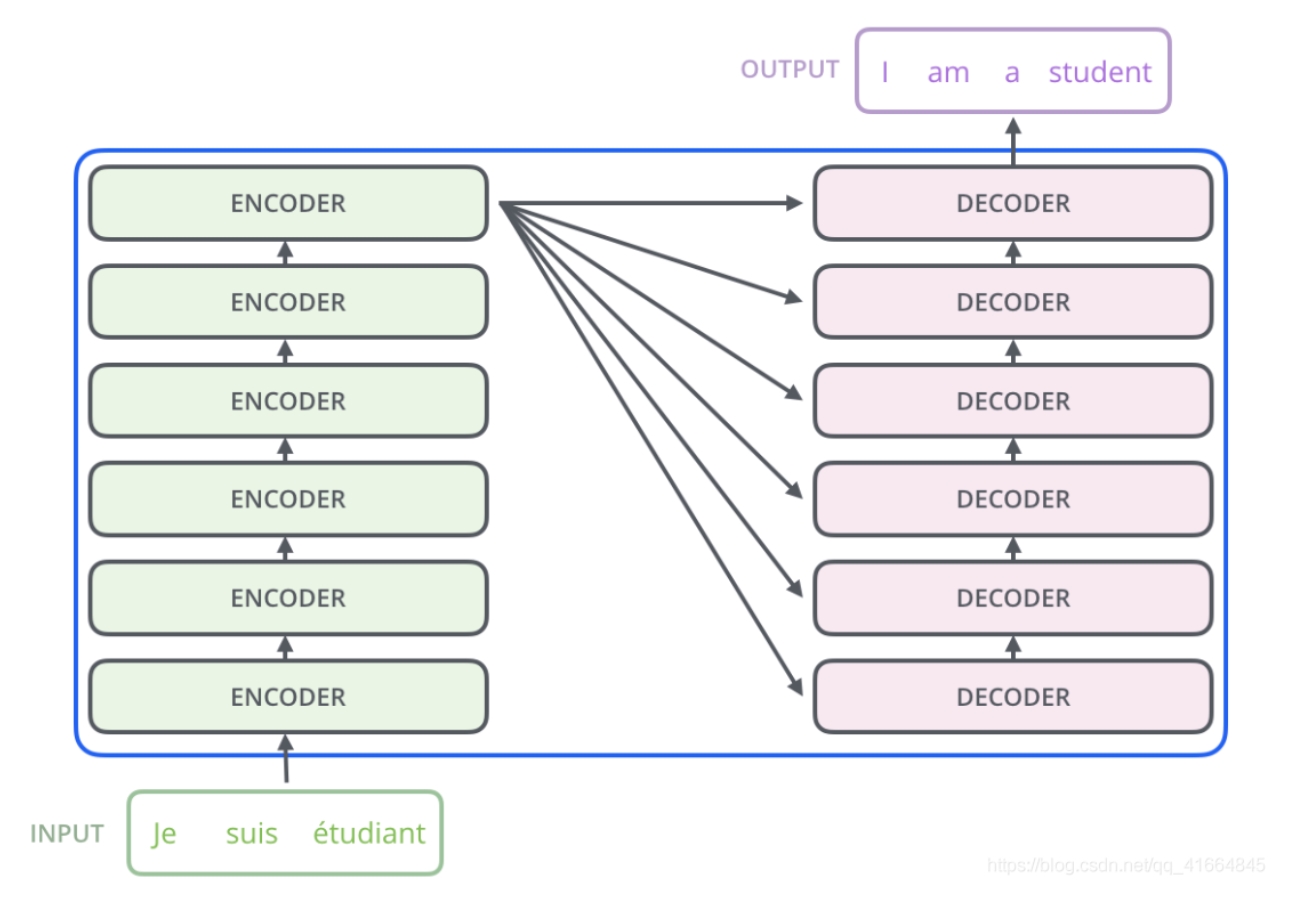 OUTPUT I am a student
ENCODER DECODER
ENCODER DECODER
ENCODER DECODER
ENCODER DECODER
ENCODER DECODER
ENCODER DECODER
INPUT Je suis étudiant
https://blog.csdn.net/qq_41664845